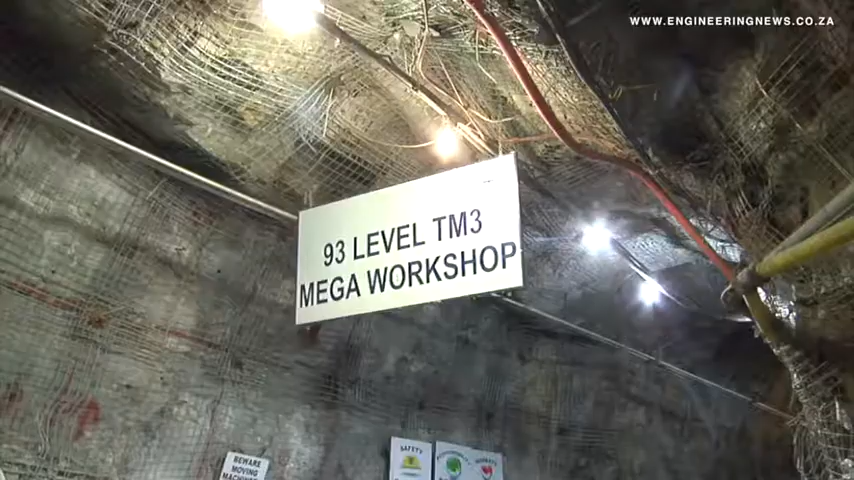 WWW.ENGINEERINGNEWS.CO.ZA
93 LEVEL TM3
MEGA WORKSHOP
BEWARE
MOVING
SAFETY